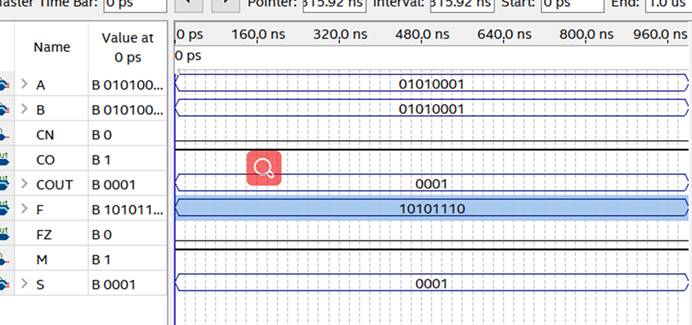 Master Time Bar: 0 ps Pointer: 315.92 ns Interval: 315.92 ns Start: 0 ps End: 1.0 us
Name Value at 0 ps 0 ps 160,0 ns 320,0 ns 480,0 ns 640,0 ns 800,0 ns 960.0 ns
0 ps
A B 010100... 01010001
B B 010100... 01010001
CN B 0
CO B 1
COUT B 0001 0001
F B 101011... 10101110
FZ B 0
M B 1
S B 0001 0001